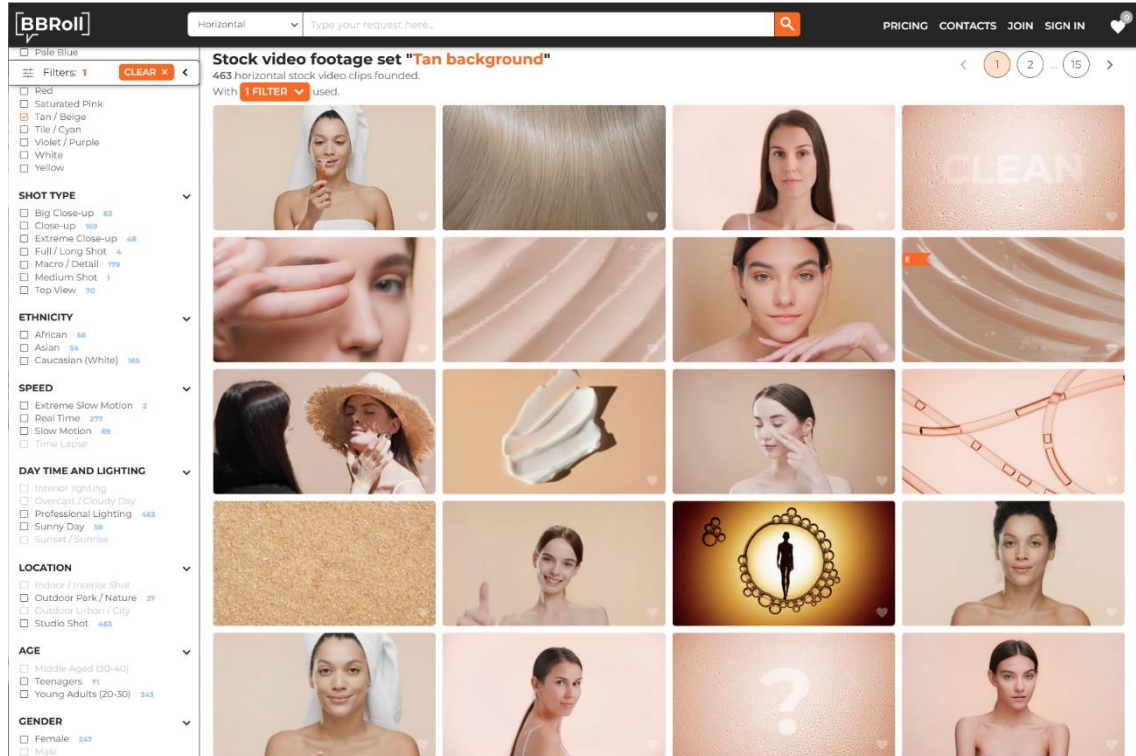 [BBRoll]
Horizontal
Type your request here...
PRICING CONTACTS JOIN SIGN IN
0
Pale Blue
Filters: 1 CLEAR ×
Red
Saturated Pink
Tan / Beige
Tile / Cyan
Violet / Purple
White
Yellow
SHOT TYPE
Big Close-up 63
Close-up 169
Extreme Close-up 48
Full / Long Shot 4
Macro / Detail 179
Medium Shot 1
Top View 70
ETHNICITY
African 56
Asian 54
Caucasian (White) 165
SPEED
Extreme Slow Motion 2
Real Time 277
Slow Motion 69
Time Lapse
DAY TIME AND LIGHTING
Interior lighting
Overcast / Cloudy Day
Professional Lighting 463
Sunny Day 58
Sunset / Sunrise
LOCATION
Indoor / Interior Shot
Outdoor Park / Nature 27
Outdoor Urban / City
Studio Shot 463
AGE
Middle Aged (30-40)
Teenagers 71
Young Adults (20-30) 243
GENDER
Female 247
Male
Stock video footage set "Tan background"
463 horizontal stock video clips founded.
With 1 FILTER used.
1 2 ... 15
CLEAN
E
?